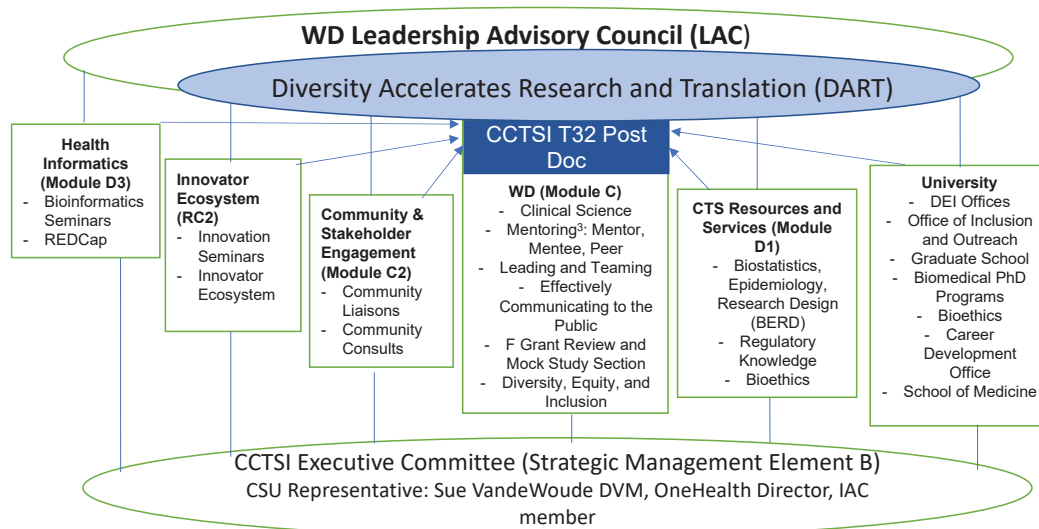 WD Leadership Advisory Council (LAC)
Diversity Accelerates Research and Translation (DART)
Health
Informatics
(Module D3)
- Bioinformatics
Seminars
- REDCap
Innovator
Ecosystem
(RC2)
- Innovation
Seminars
- Innovator
Ecosystem
Community &
Stakeholder
Engagement
(Module C2)
- Community
Liaisons
- Community
Consults
CCTSI T32 Post
Doc
WD (Module C)
- Clinical Science
- Mentoring³: Mentor,
Mentee, Peer
- Leading and Teaming
- Effectively
Communicating to the
Public
- F Grant Review and
Mock Study Section
- Diversity, Equity, and
Inclusion
CTS Resources and
Services (Module
D1)
- Biostatistics,
Epidemiology,
Research Design
(BERD)
- Regulatory
Knowledge
- Bioethics
University
- DEI Offices
- Office of Inclusion
and Outreach
- Graduate School
- Biomedical PhD
Programs
- Bioethics
- Career
Development
Office
- School of Medicine
CCTSI Executive Committee (Strategic Management Element B)
CSU Representative: Sue VandeWoude DVM, OneHealth Director, IAC
member